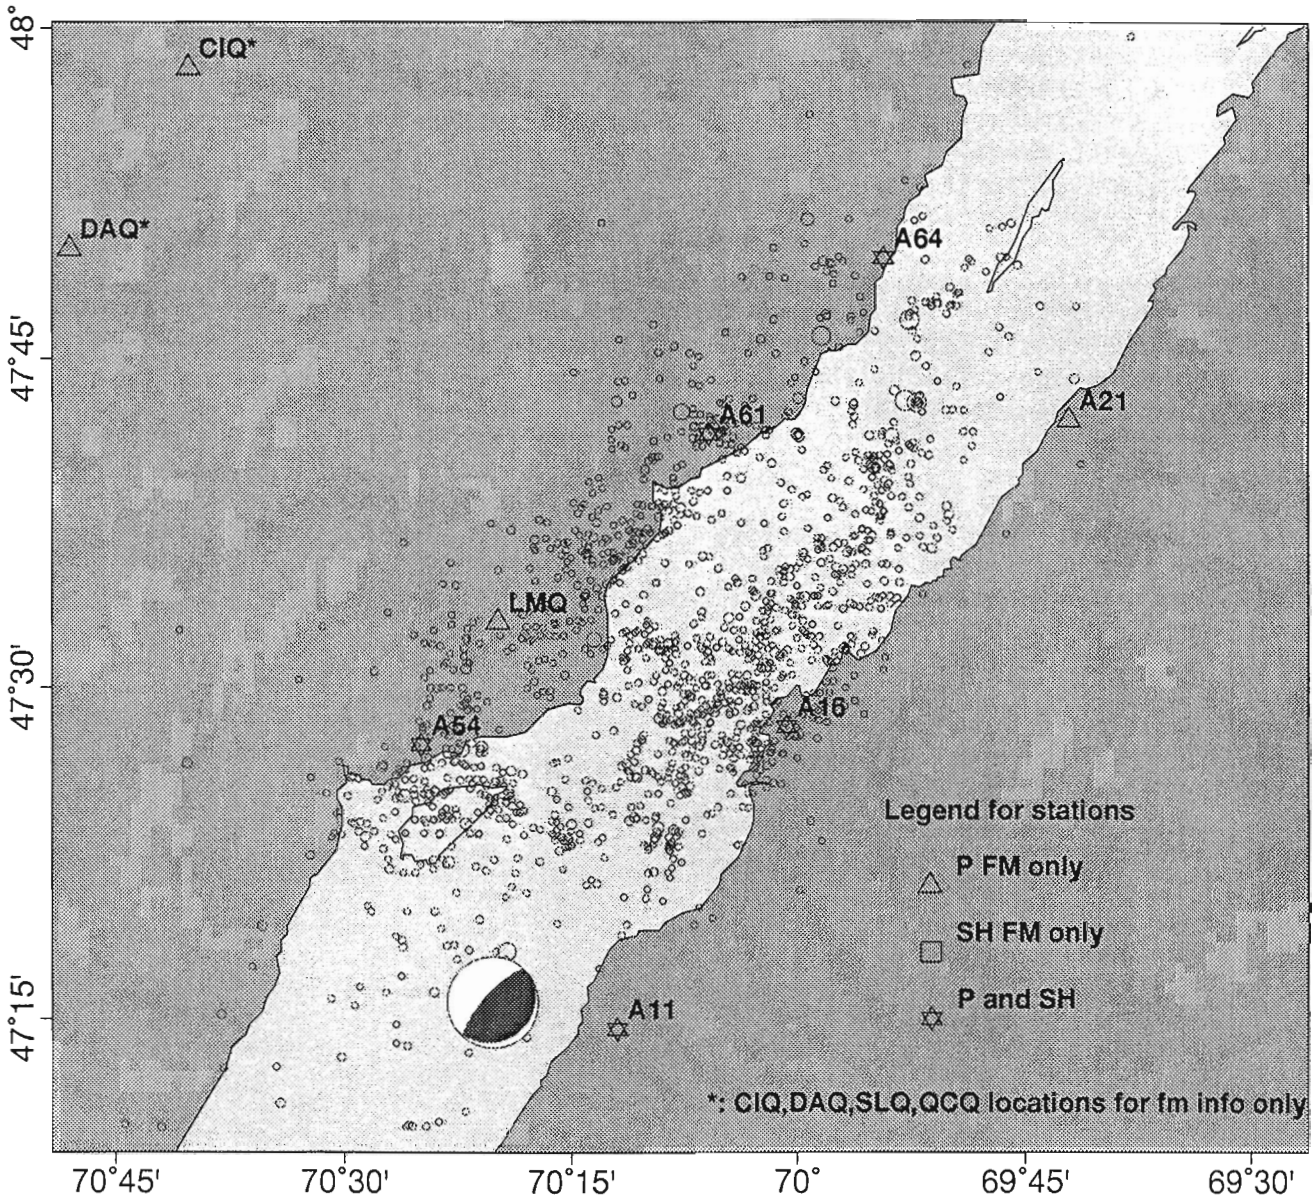 48°
CIQ*
DAQ*
A64
47°45'
A61
A21
LMQ
47°30'
A54
A16
Legend for stations
P FM only
SH FM only
P and SH
47°15'
A11
*: CIQ,DAQ,SLQ,QCQ locations for fm info only
70°45' 70°30' 70°15' 70° 69°45' 69°30'